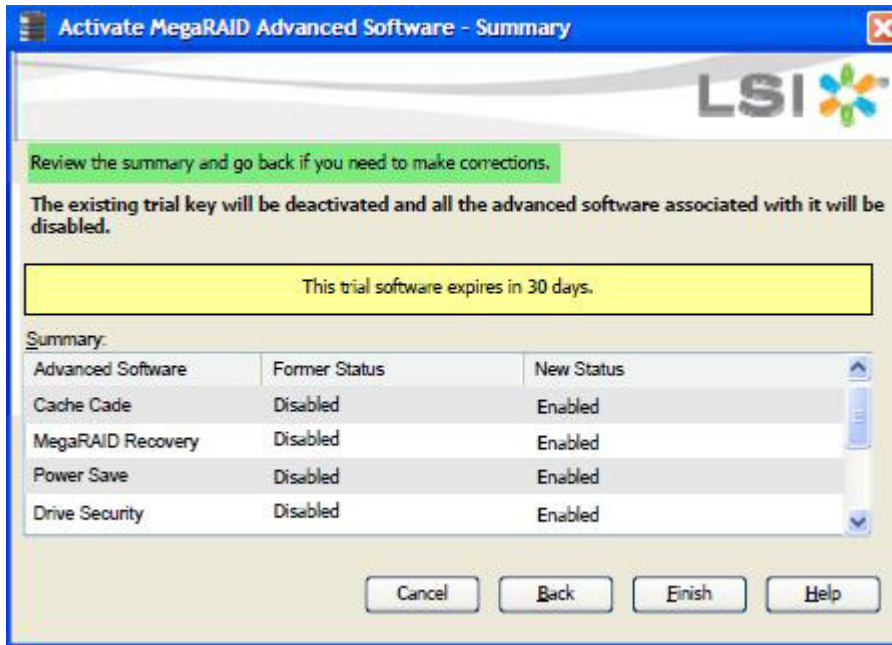 Activate MegaRAID Advanced Software - Summary
LSI
Review the summary and go back if you need to make corrections.
The existing trial key will be deactivated and all the advanced software associated with it will be
disabled.
This trial software expires in 30 days.
Summary:
Advanced Software Former Status New Status
Cache Cade Disabled Enabled
MegaRAID Recovery Disabled Enabled
Power Save Disabled Enabled
Drive Security Disabled Enabled
Cancel Back Finish Help